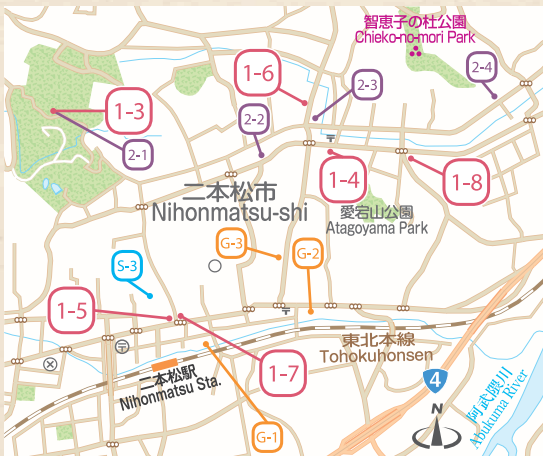 智恵子の杜公園
Chieko-no-mori Park
1-6
2-3
2-4
1-3
2-2
2-1
1-4
1-8
二本松市
Nihonmatsu-shi
愛宕山公園
Atagoyama Park
G-3
G-2
S-3
1-5
東北本線
Tohokuhonsen
二本松駅
Nihonmatsu Sta.
1-7
4
阿武隈川
Abukuma River
G-1
N